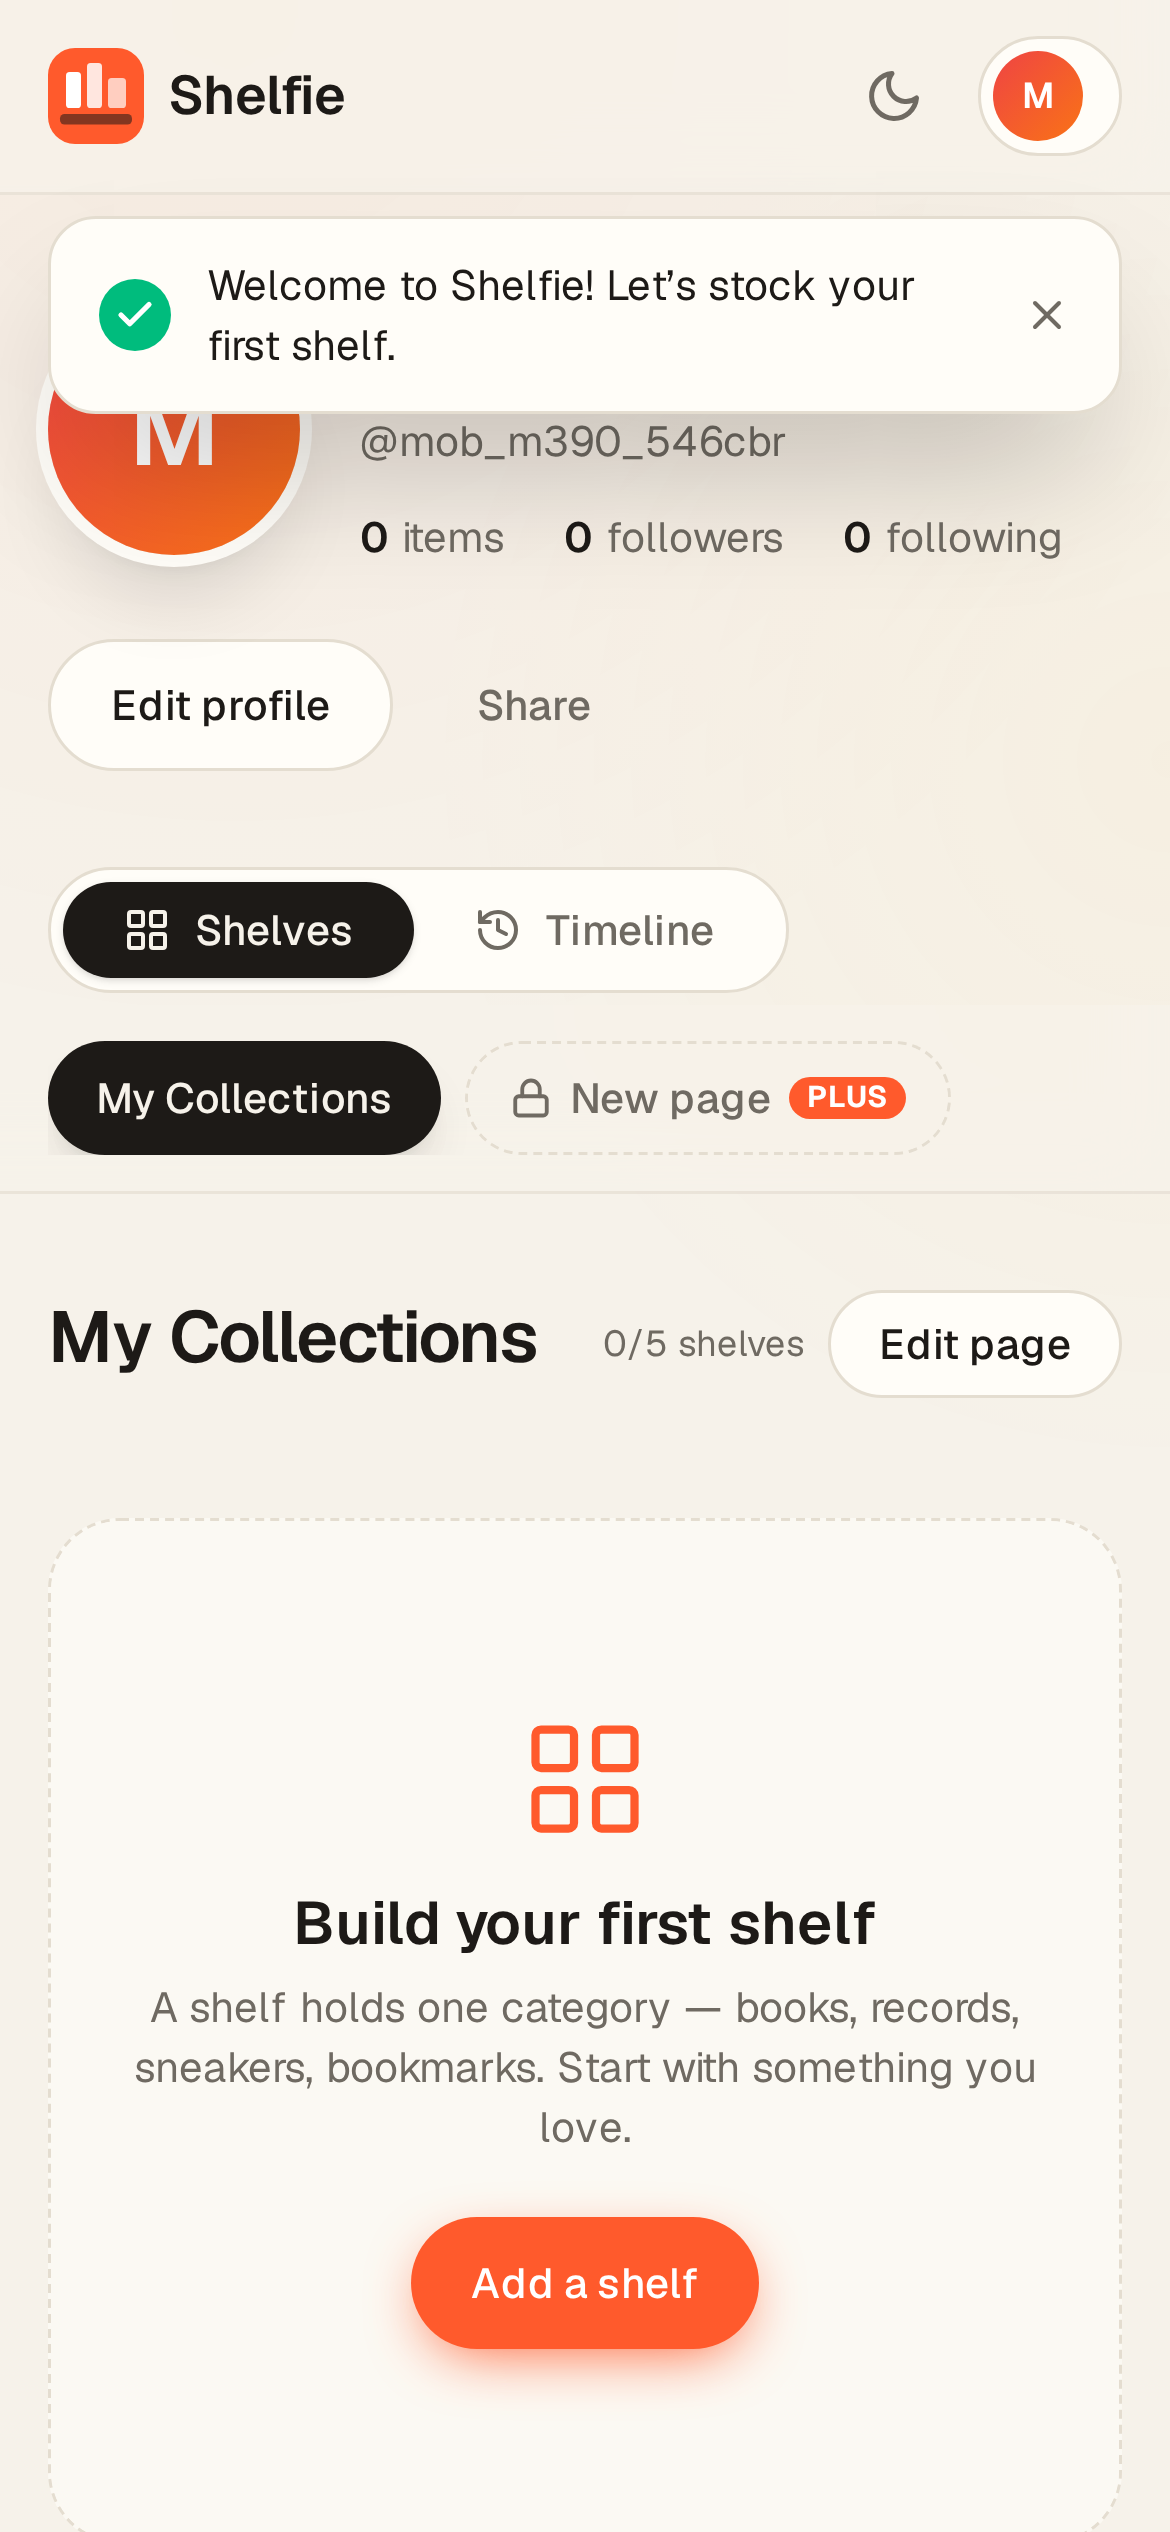 Shelfie
M
Welcome to Shelfie! Let’s stock your
first shelf.
M
@mob_m390_546cbr
0 items 0 followers 0 following
Edit profile Share
Shelves Timeline
My Collections New page PLUS
My Collections 0/5 shelves Edit page
Build your first shelf
A shelf holds one category — books, records,
sneakers, bookmarks. Start with something you
love.
Add a shelf